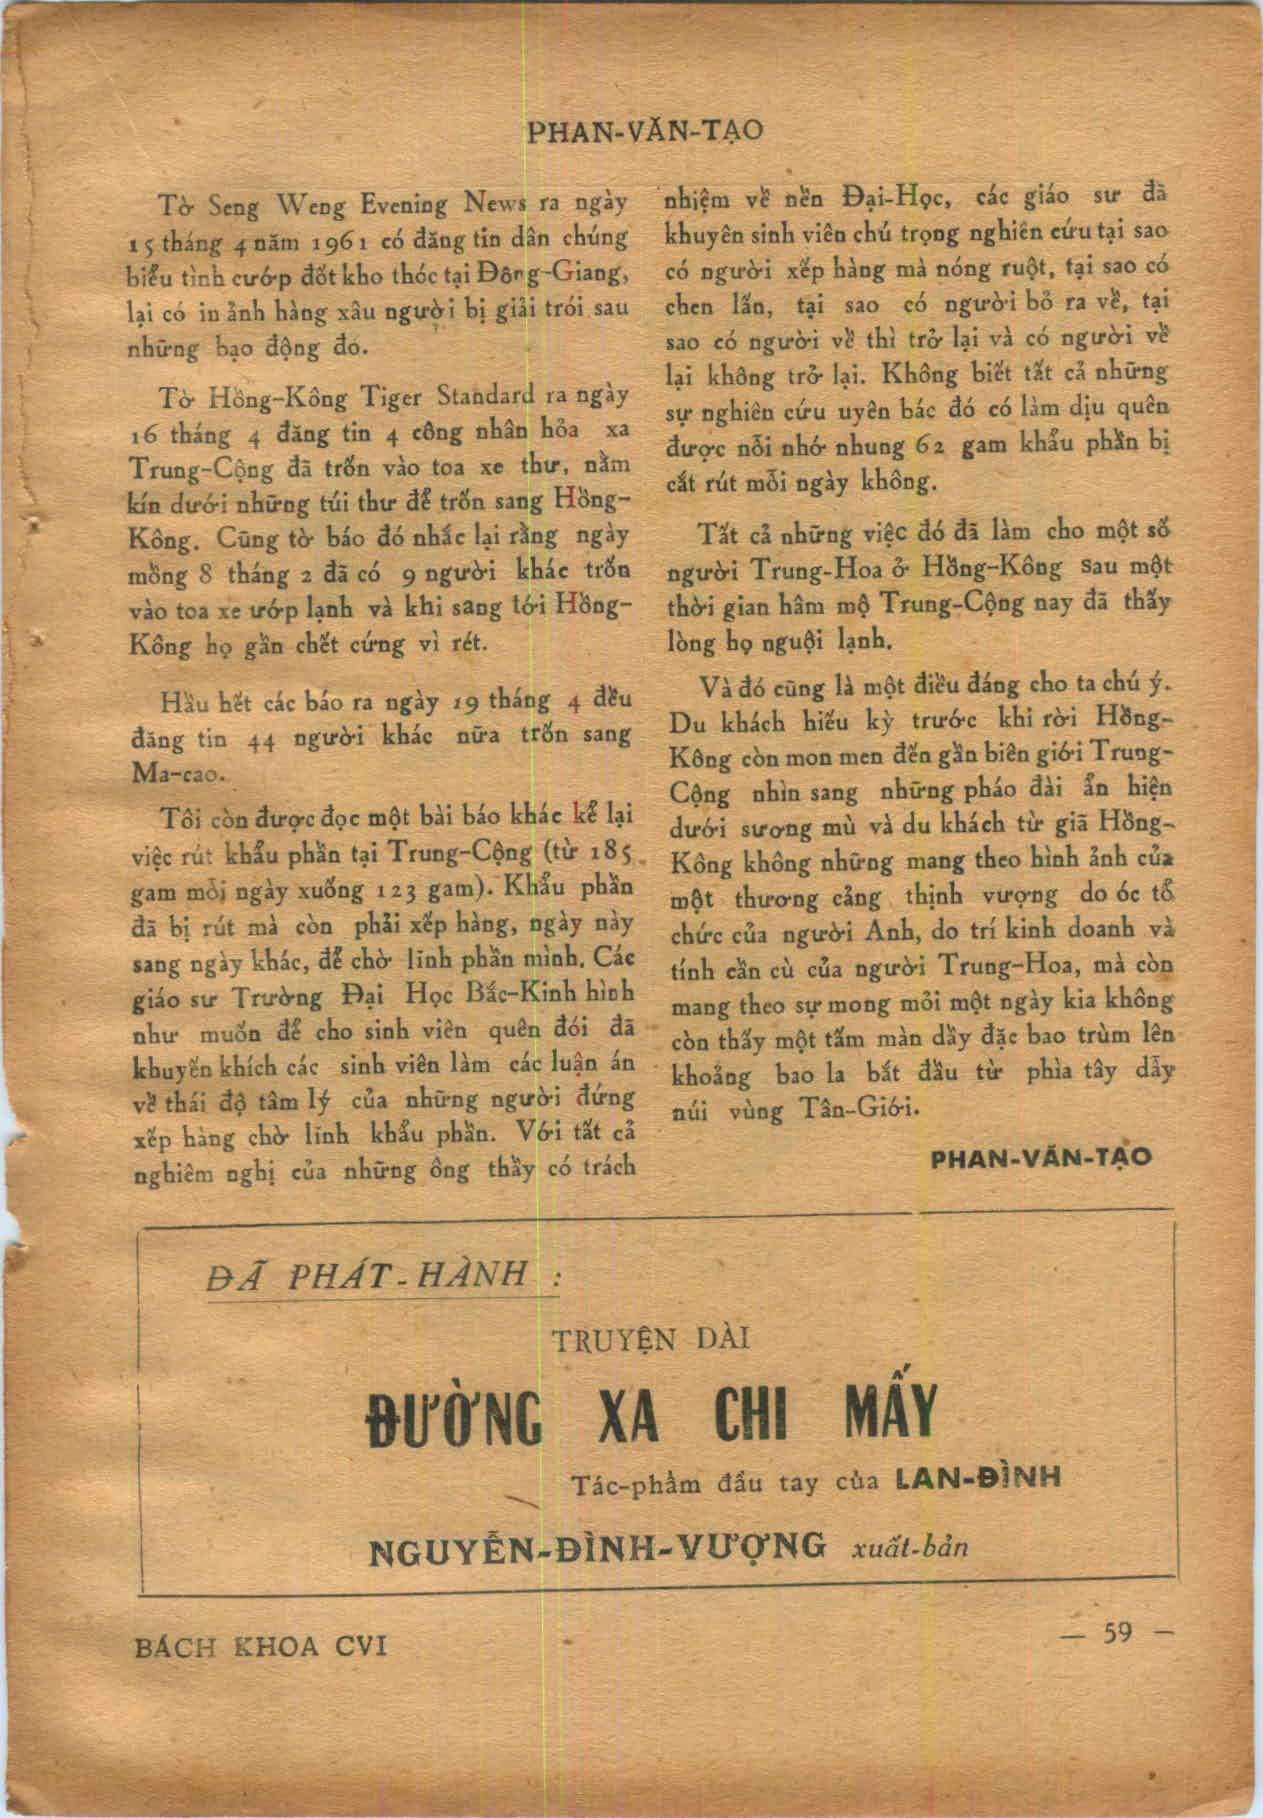 PHAN-VĂN-TẠO
Tờ Seng Weng Evening News ra ngày
15 tháng 4 năm 1961 có đăng tin dân chúng
biểu tình cướp đốt kho thóc tại Đông-Giang,
lại có in ảnh hàng xâu người bị giải trói sau
những bạo động đó.
Tờ Hồng-Kông Tiger Standard ra ngày
16 tháng 4 đăng tin 4 công nhân hỏa xa
Trung-Cộng đã trốn vào toa xe thư, nằm
kín dưới những túi thư để trốn sang Hồng-
Kông. Cũng tờ báo đó nhắc lại rằng ngày
mồng 8 tháng 2 đã có 9 người khác trốn
vào toa xe ướp lạnh và khi sang tới Hồng-
Kông họ gần chết cứng vì rét.
Hầu hết các báo ra ngày 19 tháng 4 đều
đăng tin 44 người khác nữa trốn sang
Ma-cao.
Tôi còn được đọc một bài báo khác kể lại
việc rút khẩu phần tại Trung-Cộng (từ 185
gam mỗi ngày xuống 123 gam). Khẩu phần
đã bị rút mà còn phải xếp hàng, ngày này
sang ngày khác, để chờ lĩnh phần mình. Các
giáo sư Trường Đại Học Bắc-Kinh hình
như muốn để cho sinh viên quên đói đã
khuyến khích các sinh viên làm các luận án
về thái độ tâm lý của những người đứng
xếp hàng chờ lĩnh khẩu phần. Với tất cả
nghiêm nghị của những ông thầy có trách
nhiệm về nền Đại-Học, các giáo sư đã
khuyên sinh viên chú trọng nghiên cứu tại sao
có người xếp hàng mà nóng ruột, tại sao có
chen lấn, tại sao có người bỏ ra về, tại
sao có người về thì trở lại và có người về
lại không trở lại. Không biết tất cả những
sự nghiên cứu uyên bác đó có làm dịu quên
được nỗi nhớ nhung 62 gam khẩu phần bị
cắt rút mỗi ngày không.
Tất cả những việc đó đã làm cho một số
người Trung-Hoa ở Hồng-Kông sau một
thời gian hâm mộ Trung-Cộng nay đã thấy
lòng họ nguội lạnh.
Và đó cũng là một điều đáng cho ta chú ý.
Du khách hiếu kỳ trước khi rời Hồng-
Kông còn mon men đến gần biên giới Trung-
Cộng nhìn sang những pháo đài ẩn hiện
dưới sương mù và du khách từ giã Hồng-
Kông không những mang theo hình ảnh của
một thương cảng thịnh vượng do óc tổ
chức của người Anh, do trí kinh doanh và
tính cần cù của người Trung-Hoa, mà còn
mang theo sự mong mỏi một ngày kia không
còn thấy một tấm màn dầy đặc bao trùm lên
khoảng bao la bắt đầu từ phìa tây dẫy
núi vùng Tân-Giới.
PHAN-VĂN-TẠO
ĐÃ PHÁT-HÀNH :
TRUYỆN DÀI
ĐƯỜNG XA CHI MẤY
Tác-phẩm đầu tay của LAN-ĐÌNH
NGUYỄN-ĐÌNH-VƯỢNG xuất-bản
BÁCH KHOA CVI
— 59 —